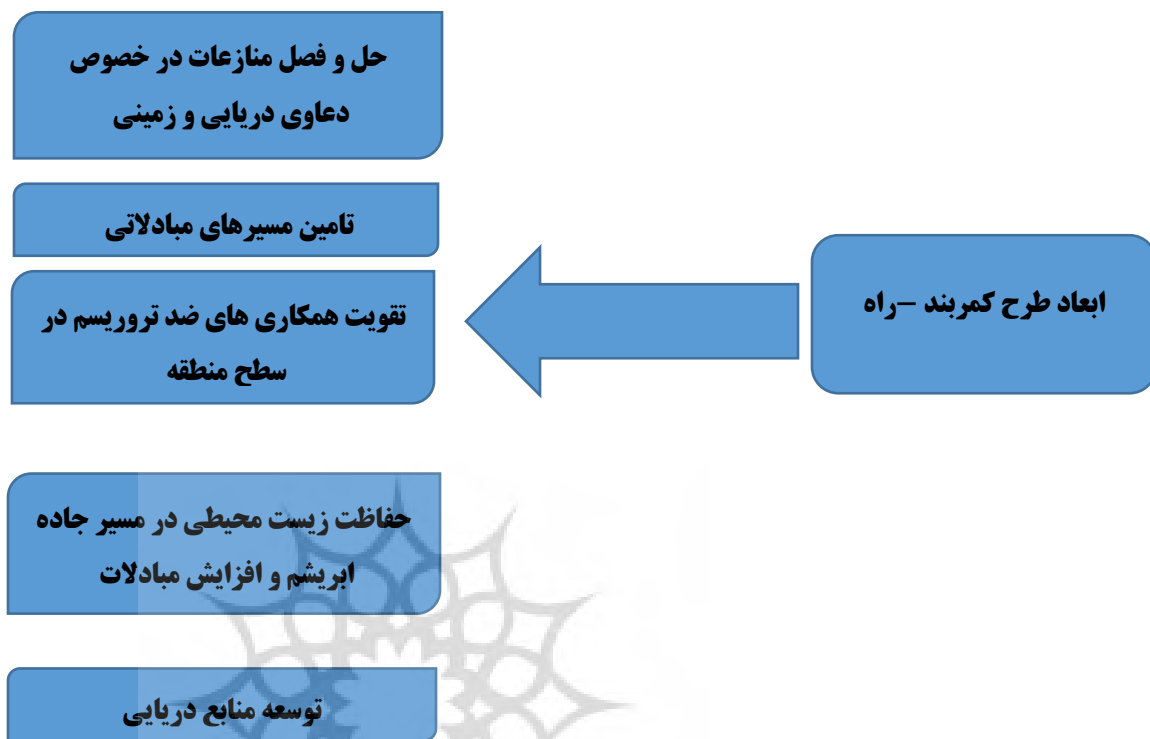 حل و فصل منازعات در خصوص
دعاوی دریایی و زمینی
تامین مسیرهای مبادلاتی
تقویت همکاری های ضد تروریسم در
سطح منطقه
ابعاد طرح کمربند –راه
حفاظت زیست محیطی در مسیر جاده
ابریشم و افزایش مبادلات
توسعه منابع دریایی